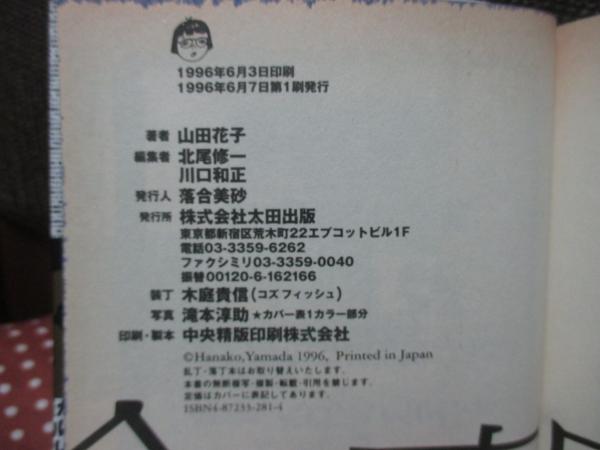 1996年6月3日印刷
1996年6月7日第1刷発行
著者 山田花子
編集者 北尾修一
川口和正
発行人 落合美砂
発行所 株式会社太田出版
東京都新宿区荒木町22エプコットビル1F
電話03-3359-6262
ファクシミリ03-3359-0040
振替00120-6-162166
装丁 木庭貴信(コズフィッシュ)
写真 滝本淳助 ★カバー表1カラー部分
印刷・製本 中央精版印刷株式会社
©Hanako,Yamada 1996, Printed in Japan
乱丁・落丁本はお取り替えいたします。
本書の無断複写・複製・転載・引用を禁じます。
定価はカバーに表記してあります。
ISBN4-87233-281-4